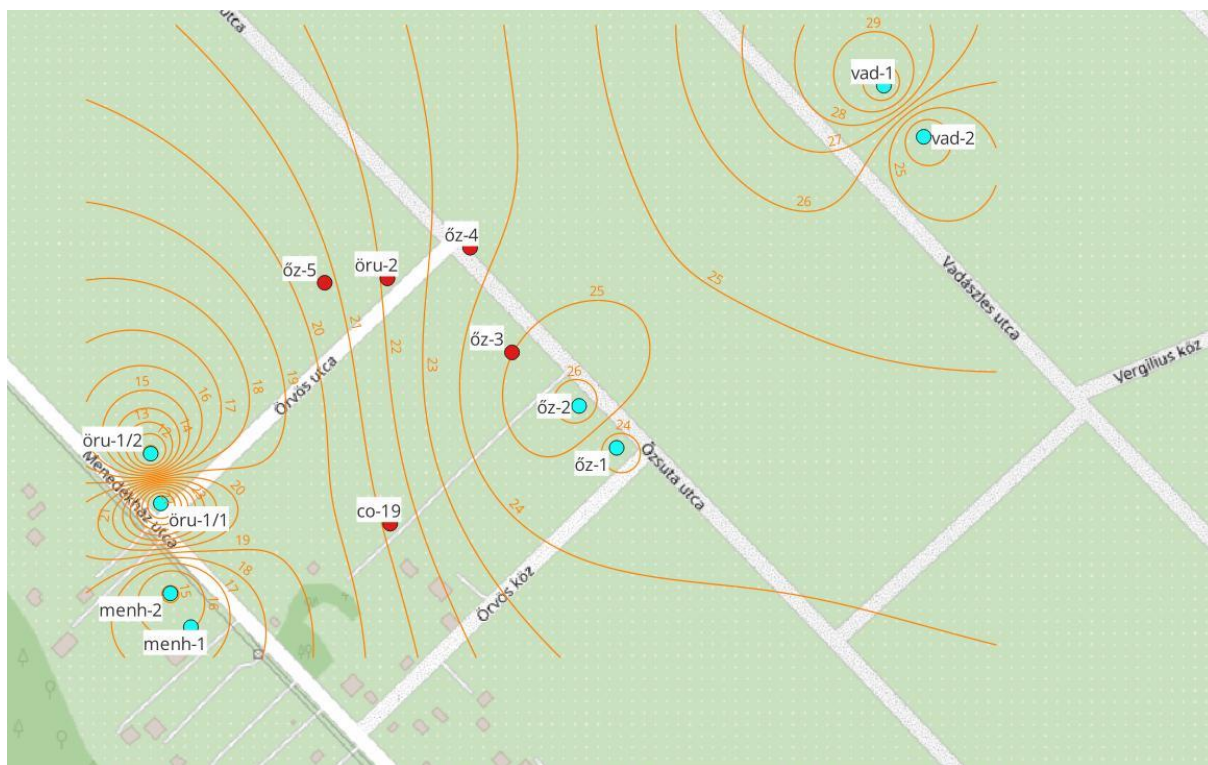 utca
29
vad-1
28
vad-2
27
25
26
őz-4
őz-5
öru-2
25
Vadászles utca
25
20
21
22
23
őz-3
Vergilius köz
19
18
17
16
15
14
13
12
Örvös utca
26
őz-2
24
őz-1
Őzsuta utca
öru-1/2
Menedékház utca
21
20
13
öru-1/1
co-19
19
18
17
16
15
24
menh-2
menh-1
Örvös köz